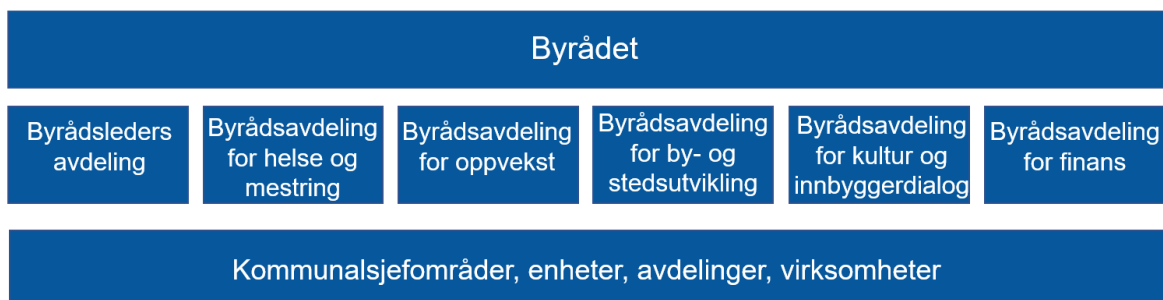 Byrådet
Byrådsleders
avdeling
Byrådsavdeling
for helse og
mestring
Byrådsavdeling
for oppvekst
Byrådsavdeling
for by- og
stedsutvikling
Byrådsavdeling
for kultur og
innbyggerdialog
Byrådsavdeling
for finans
Kommunalsjefområder, enheter, avdelinger, virksomheter